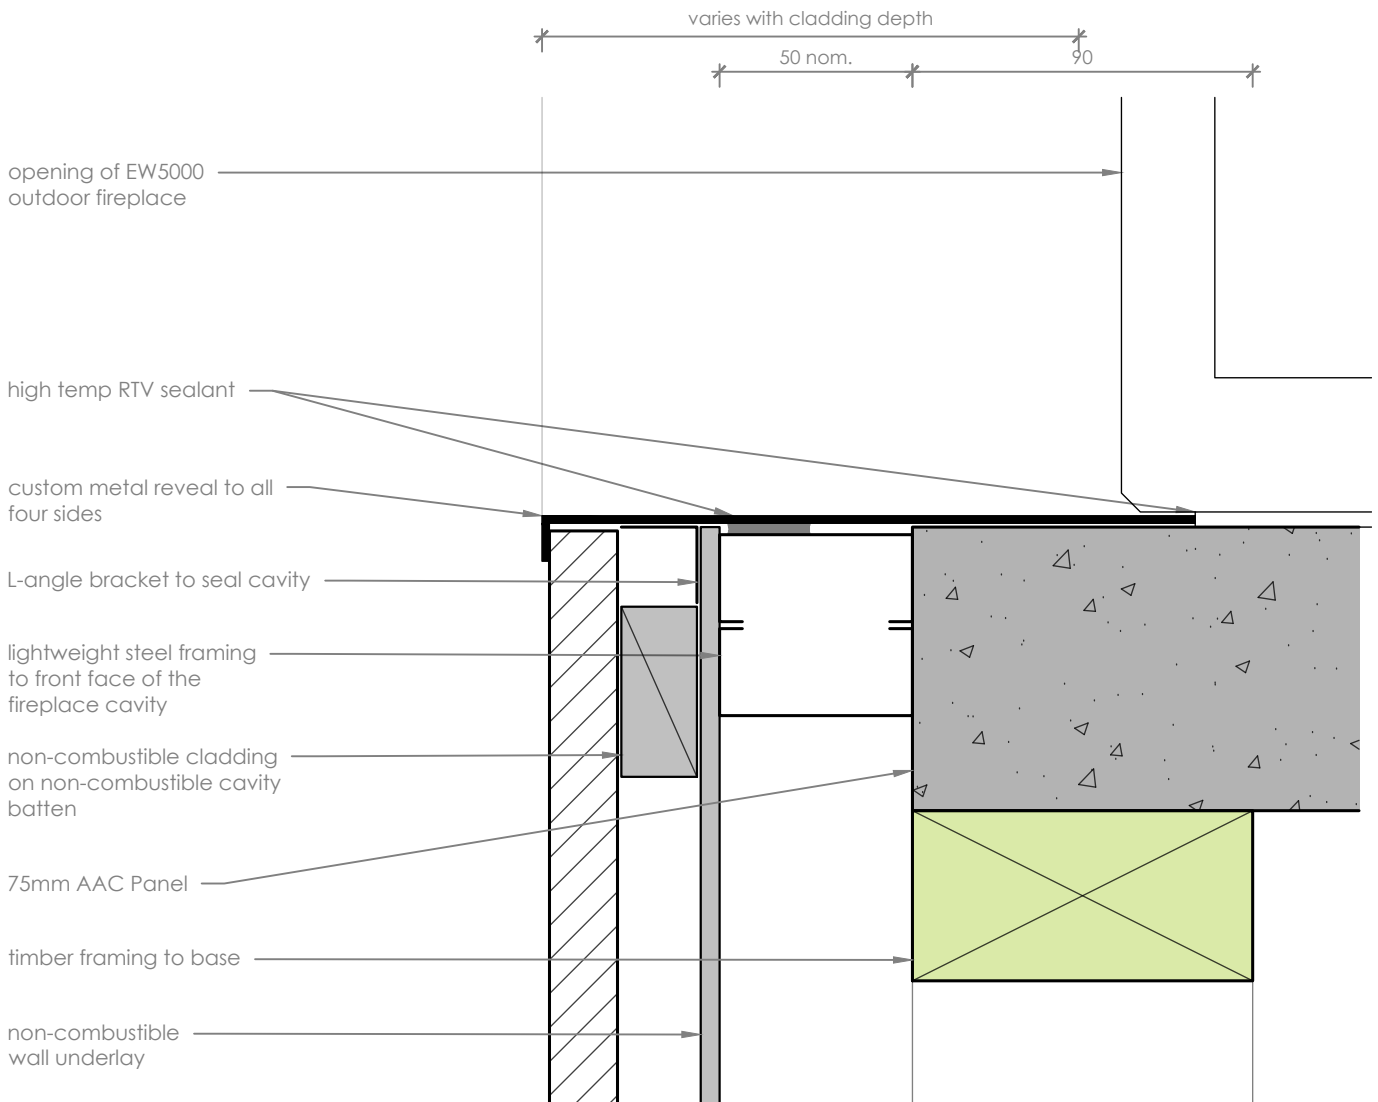 varies with cladding depth
50 nom.
90
opening of EW5000
outdoor fireplace
high temp RTV sealant
custom metal reveal to all
four sides
L-angle bracket to seal cavity
lightweight steel framing
to front face of the
fireplace cavity
non-combustible cladding
on non-combustible cavity
batten
75mm AAC Panel
timber framing to base
non-combustible
wall underlay